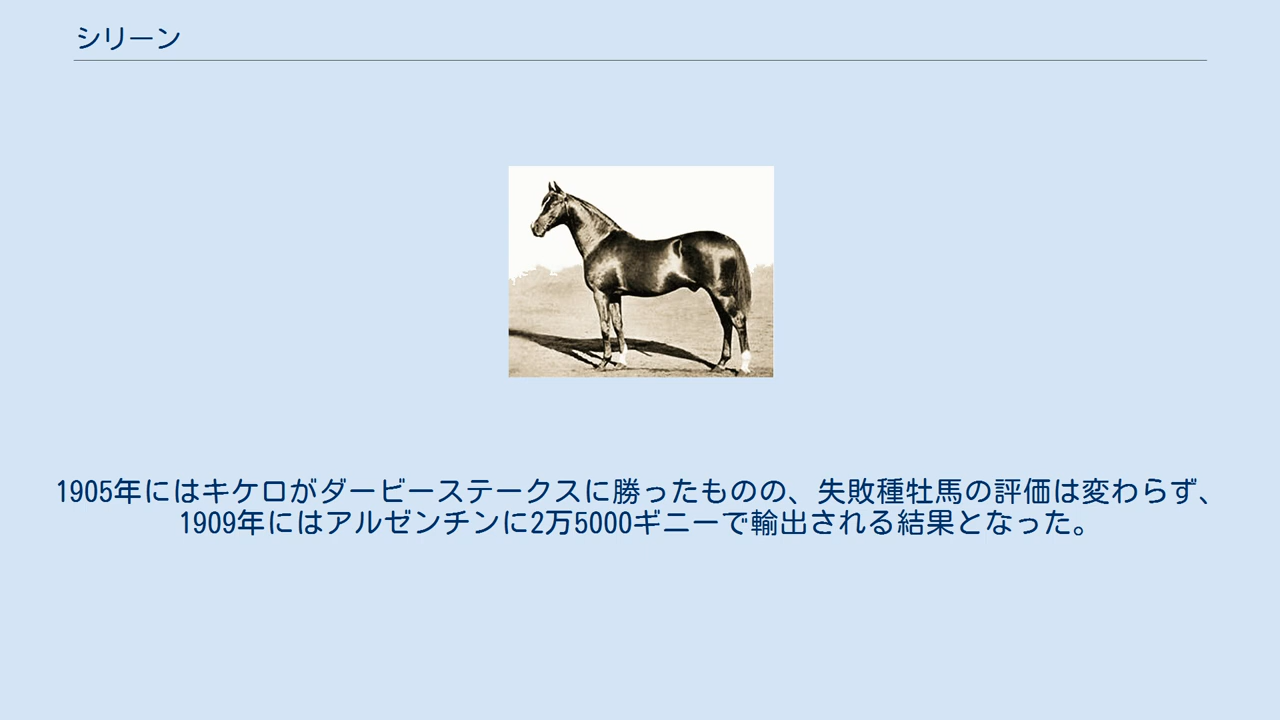 シリーン
1905年にはキケロがダービーステークスに勝ったものの、失敗種牡馬の評価は変わらず、
1909年にはアルゼンチンに2万5000ギニーで輸出される結果となった。